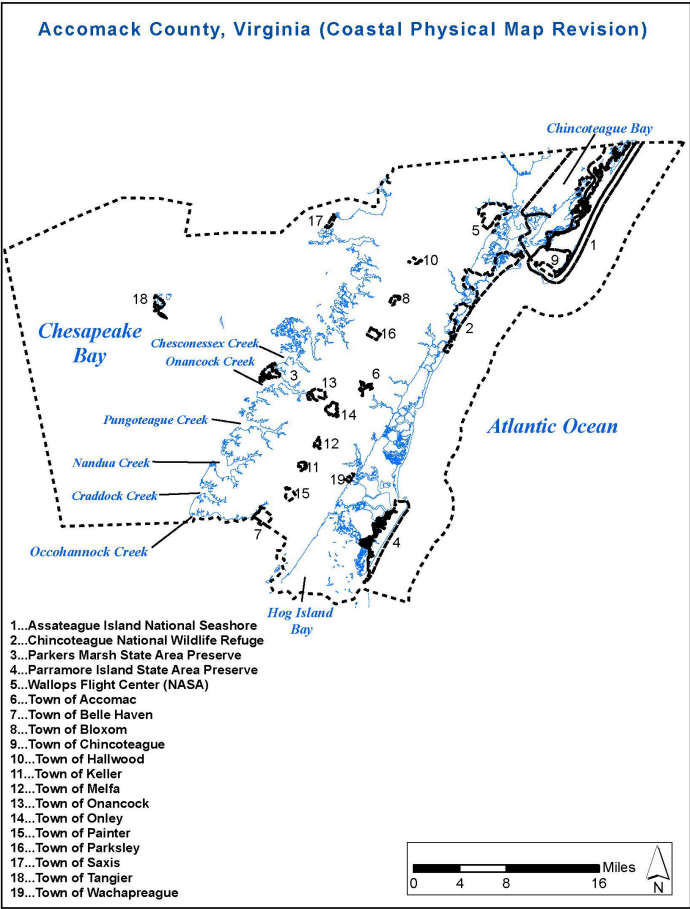 Accomack County, Virginia (Coastal Physical Map Revision)
Chincoteague Bay
17
5
1
10
9
18
8
Chesapeake
Bay
16
2
Chesconessex Creek
Onancock Creek
3
6
13
14
Pungoteague Creek
Atlantic Ocean
12
Nandua Creek
11
19
Craddock Creek
15
7
4
Occohannock Creek
Hog Island
Bay
1...Assateague Island National Seashore
2...Chincoteague National Wildlife Refuge
3...Parkers Marsh State Area Preserve
4...Parramore Island State Area Preserve
5...Wallops Flight Center (NASA)
6...Town of Accomac
7...Town of Belle Haven
8...Town of Bloxom
9...Town of Chincoteague
10...Town of Hallwood
11...Town of Keller
12...Town of Melfa
13...Town of Onancock
14...Town of Onley
15...Town of Painter
16...Town of Parksley
17...Town of Saxis
18...Town of Tangier
19...Town of Wachapreague
Miles
0 4 8 16
N